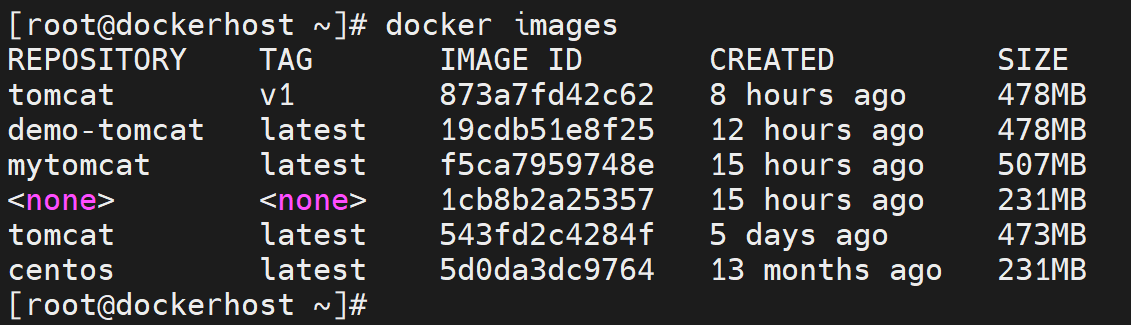 [root@dockerhost ~]# docker images
REPOSITORY    TAG       IMAGE ID       CREATED         SIZE
tomcat        v1        873a7fd42c62   8 hours ago     478MB
demo-tomcat   latest    19cdb51e8f25   12 hours ago    478MB
mytomcat      latest    f5ca7959748e   15 hours ago    507MB
<none>        <none>    1cb8b2a25357   15 hours ago    231MB
tomcat        latest    543fd2c4284f   5 days ago      473MB
centos        latest    5d0da3dc9764   13 months ago   231MB
[root@dockerhost ~]#